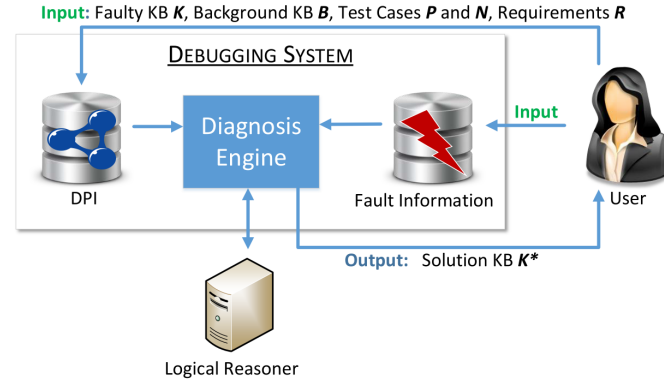 Input: Faulty KB K, Background KB B, Test Cases P and N, Requirements R
DEBUGGING SYSTEM
Input
Diagnosis
Engine
DPI
Fault Information
User
Output: Solution KB K*
Logical Reasoner